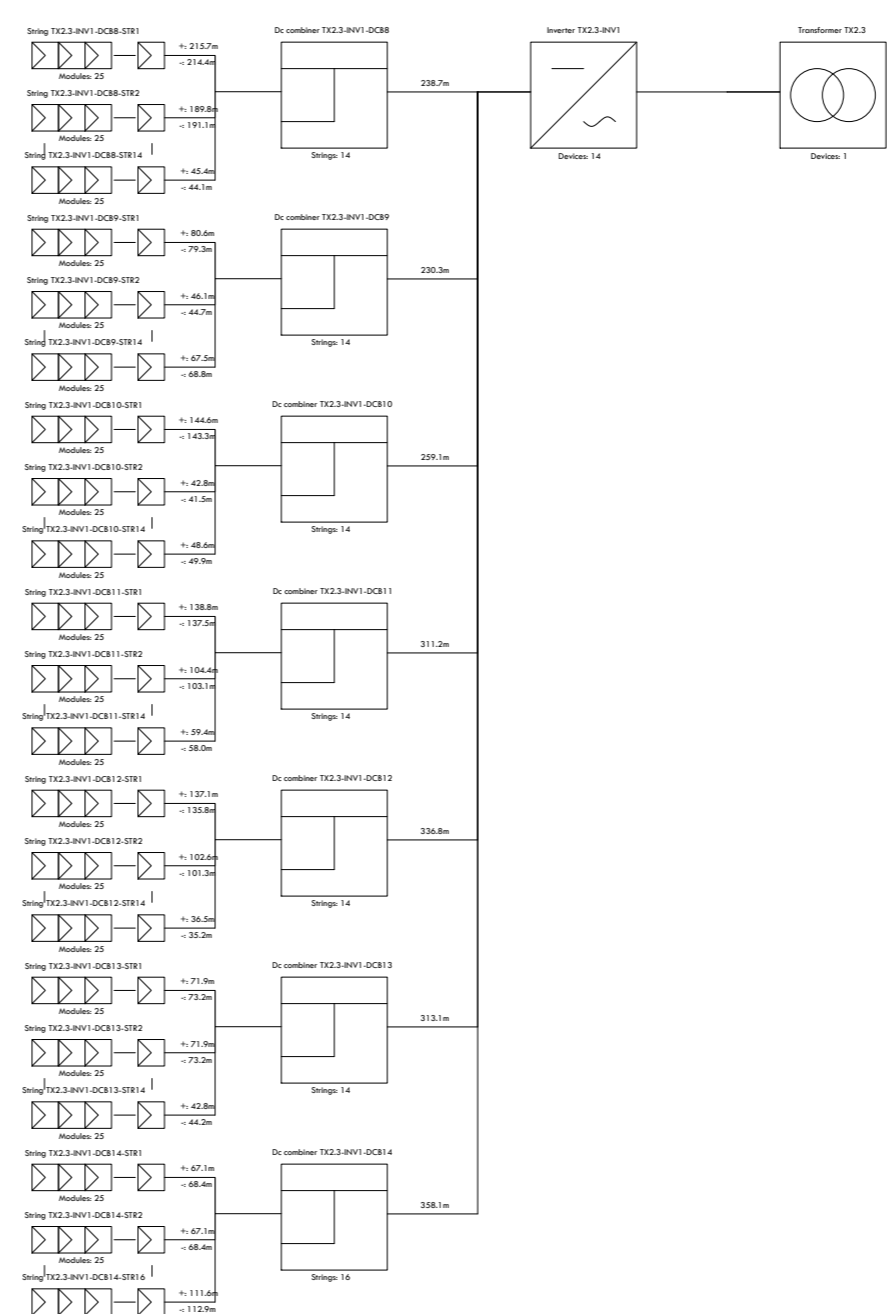 String TX2.3-INV1-DCB8-STR1
+: 215.7m
-: 214.4m
Modules: 25
String TX2.3-INV1-DCB8-STR2
+: 189.8m
-: 191.1m
Modules: 25
String TX2.3-INV1-DCB8-STR14
+: 45.4m
-: 44.1m
Modules: 25
Dc combiner TX2.3-INV1-DCB8
Strings: 14
238.7m
Inverter TX2.3-INV1
Devices: 14
Transformer TX2.3
Devices: 1
String TX2.3-INV1-DCB9-STR1
+: 80.6m
-: 79.3m
Modules: 25
String TX2.3-INV1-DCB9-STR2
+: 46.1m
-: 44.7m
Modules: 25
String TX2.3-INV1-DCB9-STR14
+: 67.5m
-: 68.8m
Modules: 25
Dc combiner TX2.3-INV1-DCB9
Strings: 14
230.3m
String TX2.3-INV1-DCB10-STR1
+: 144.6m
-: 143.3m
Modules: 25
String TX2.3-INV1-DCB10-STR2
+: 42.8m
-: 41.5m
Modules: 25
String TX2.3-INV1-DCB10-STR14
+: 48.6m
-: 49.9m
Modules: 25
Dc combiner TX2.3-INV1-DCB10
Strings: 14
259.1m
String TX2.3-INV1-DCB11-STR1
+: 138.8m
-: 137.5m
Modules: 25
String TX2.3-INV1-DCB11-STR2
+: 104.4m
-: 103.1m
Modules: 25
String TX2.3-INV1-DCB11-STR14
+: 59.4m
-: 58.0m
Modules: 25
Dc combiner TX2.3-INV1-DCB11
Strings: 14
311.2m
String TX2.3-INV1-DCB12-STR1
+: 137.1m
-: 135.8m
Modules: 25
String TX2.3-INV1-DCB12-STR2
+: 102.6m
-: 101.3m
Modules: 25
String TX2.3-INV1-DCB12-STR14
+: 36.5m
-: 35.2m
Modules: 25
Dc combiner TX2.3-INV1-DCB12
Strings: 14
336.8m
String TX2.3-INV1-DCB13-STR1
+: 71.9m
-: 73.2m
Modules: 25
String TX2.3-INV1-DCB13-STR2
+: 71.9m
-: 73.2m
Modules: 25
String TX2.3-INV1-DCB13-STR14
+: 42.8m
-: 44.2m
Modules: 25
Dc combiner TX2.3-INV1-DCB13
Strings: 14
313.1m
String TX2.3-INV1-DCB14-STR1
+: 67.1m
-: 68.4m
Modules: 25
String TX2.3-INV1-DCB14-STR2
+: 67.1m
-: 68.4m
Modules: 25
String TX2.3-INV1-DCB14-STR16
+: 111.6m
-: 112.9m
Dc combiner TX2.3-INV1-DCB14
Strings: 16
358.1m